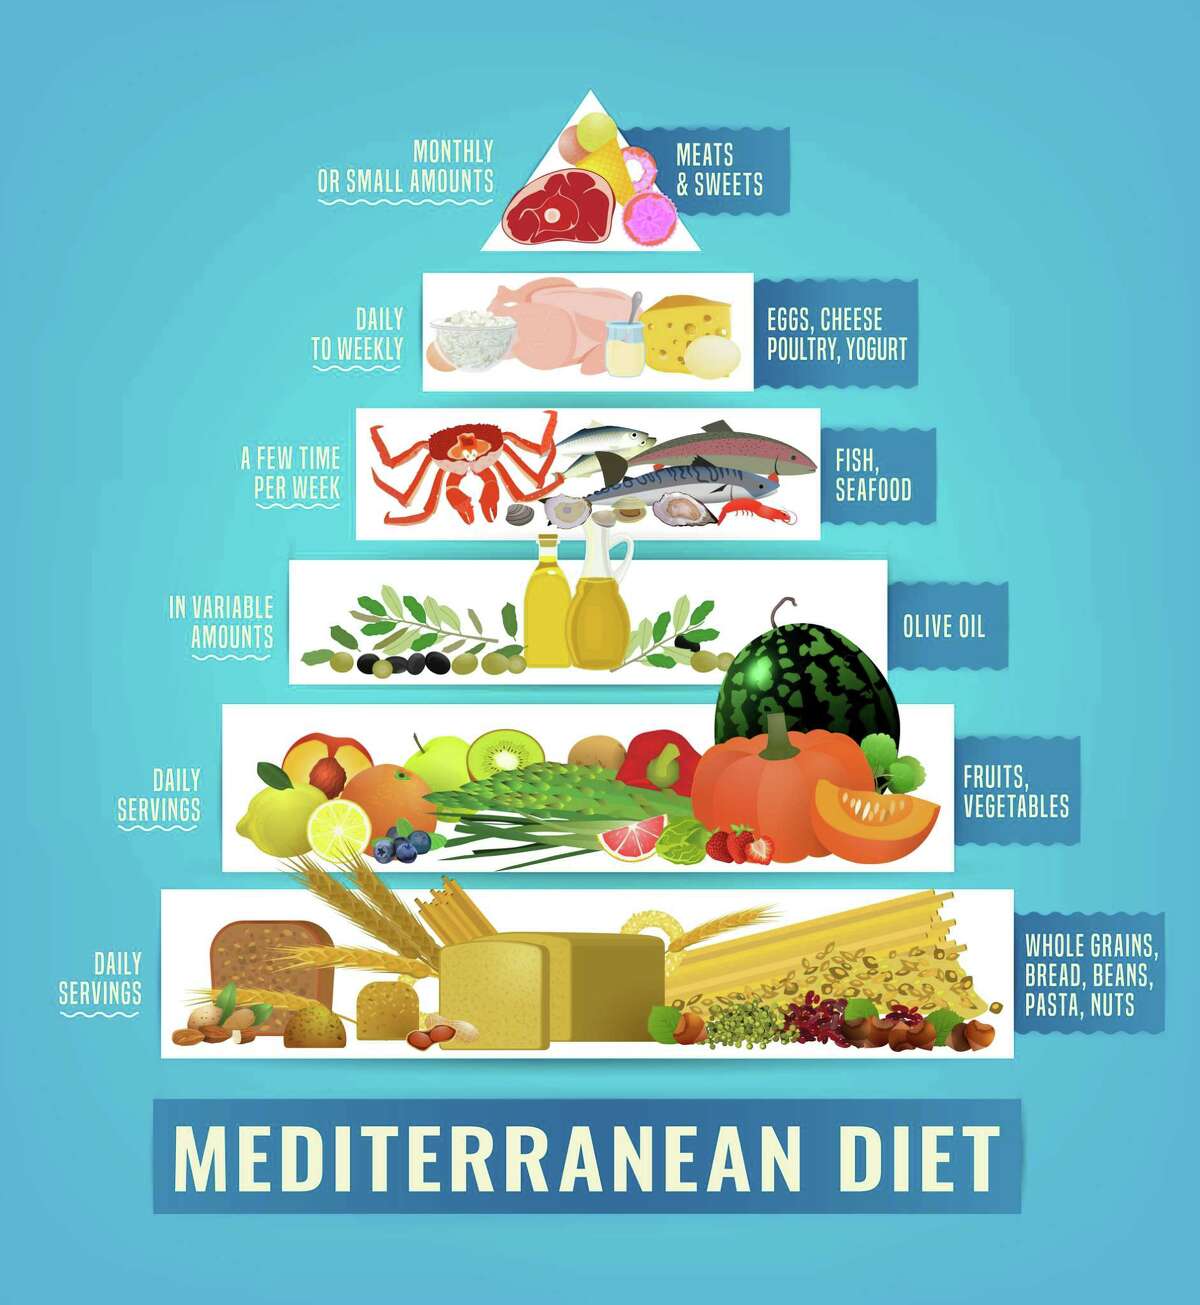 MONTHLY
OR SMALL AMOUNTS
MEATS
& SWEETS
DAILY
TO WEEKLY
EGGS, CHEESE
POULTRY, YOGURT
A FEW TIME
PER WEEK
FISH,
SEAFOOD
IN VARIABLE
AMOUNTS
OLIVE OIL
DAILY
SERVINGS
FRUITS,
VEGETABLES
DAILY
SERVINGS
WHOLE GRAINS,
BREAD, BEANS,
PASTA, NUTS
MEDITERRANEAN DIET